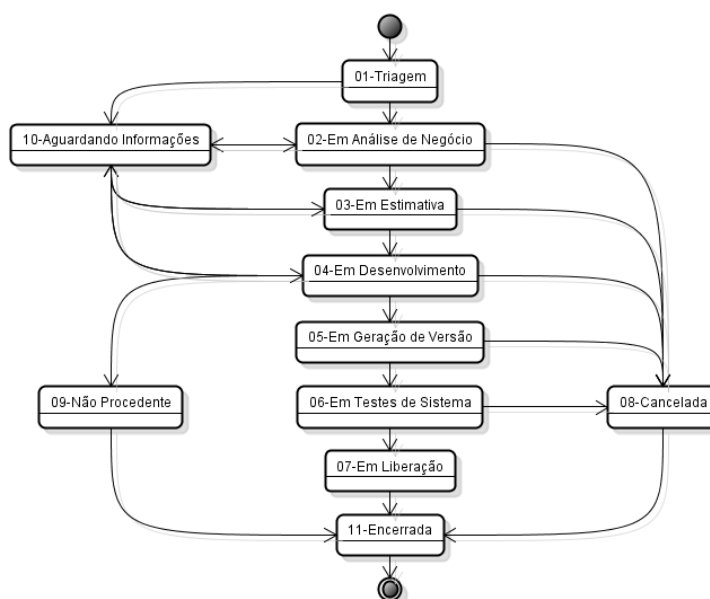 01-Triagem
10-Aguardando Informações
02-Em Análise de Negócio
03-Em Estimativa
04-Em Desenvolvimento
05-Em Geração de Versão
09-Não Procedente
06-Em Testes de Sistema
08-Cancelada
07-Em Liberação
11-Encerrada